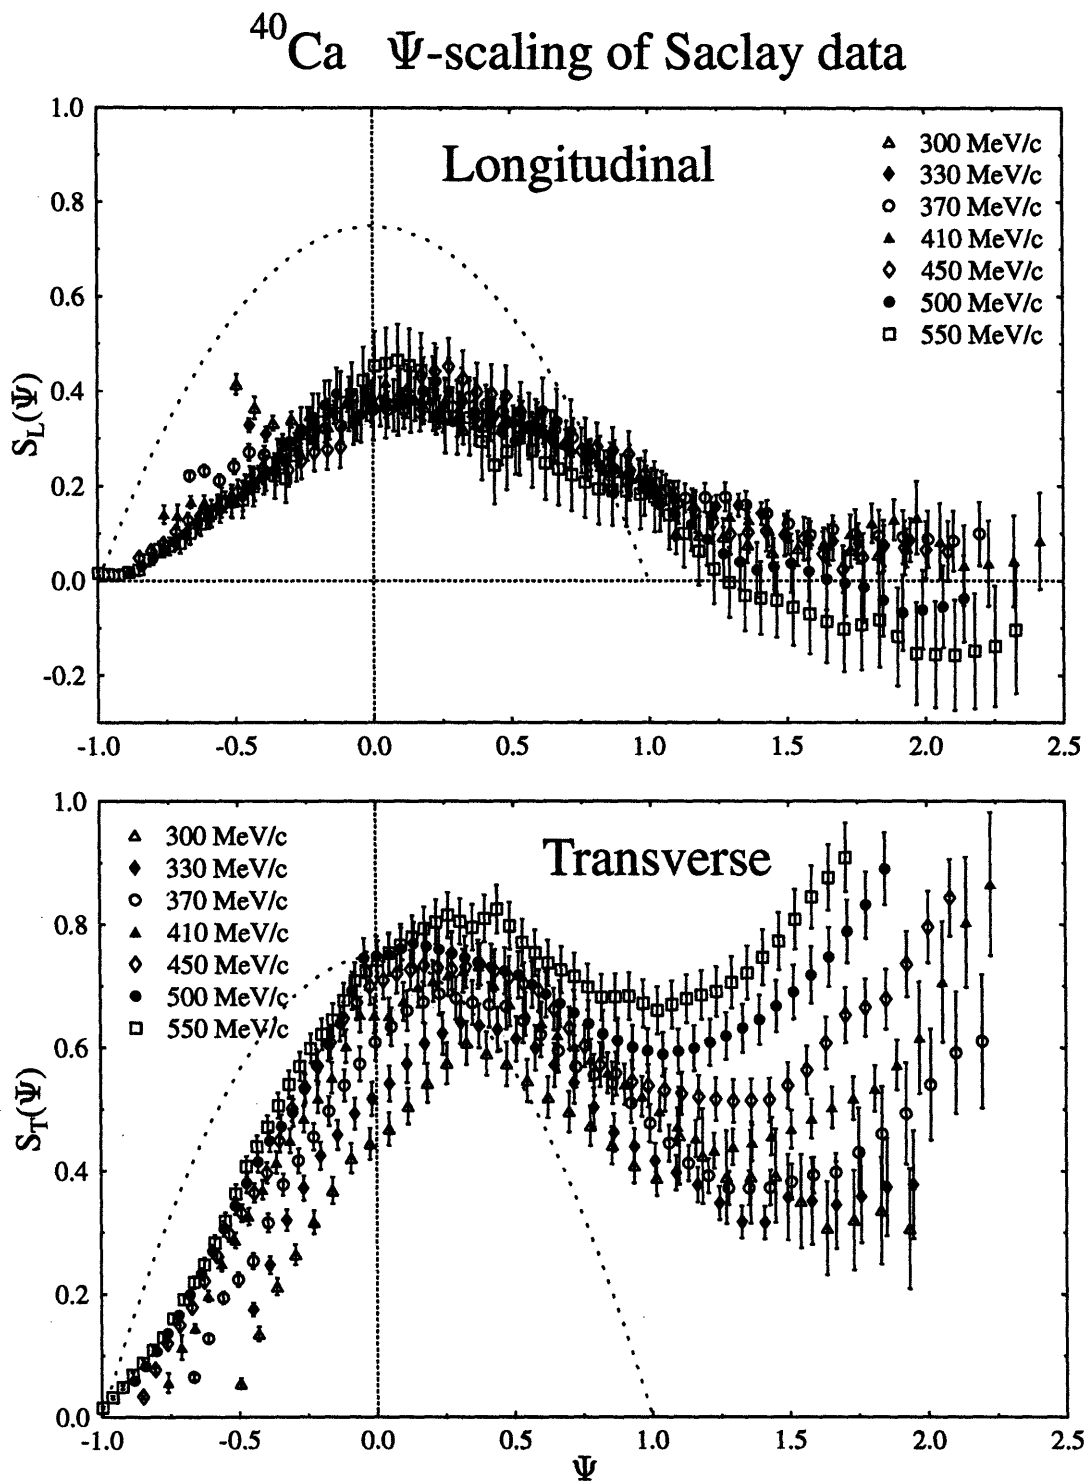 ⁴⁰Ca Ψ-scaling of Saclay data
1.0
0.8
0.6
0.4
0.2
0.0
-0.2
S_L(Ψ)
Longitudinal
300 MeV/c
330 MeV/c
370 MeV/c
410 MeV/c
450 MeV/c
500 MeV/c
550 MeV/c
-1.0 -0.5 0.0 0.5 1.0 1.5 2.0 2.5
1.0
0.8
0.6
0.4
0.2
0.0
S_T(Ψ)
300 MeV/c
330 MeV/c
370 MeV/c
410 MeV/c
450 MeV/c
500 MeV/c
550 MeV/c
Transverse
-1.0 -0.5 0.0 0.5 1.0 1.5 2.0 2.5
Ψ